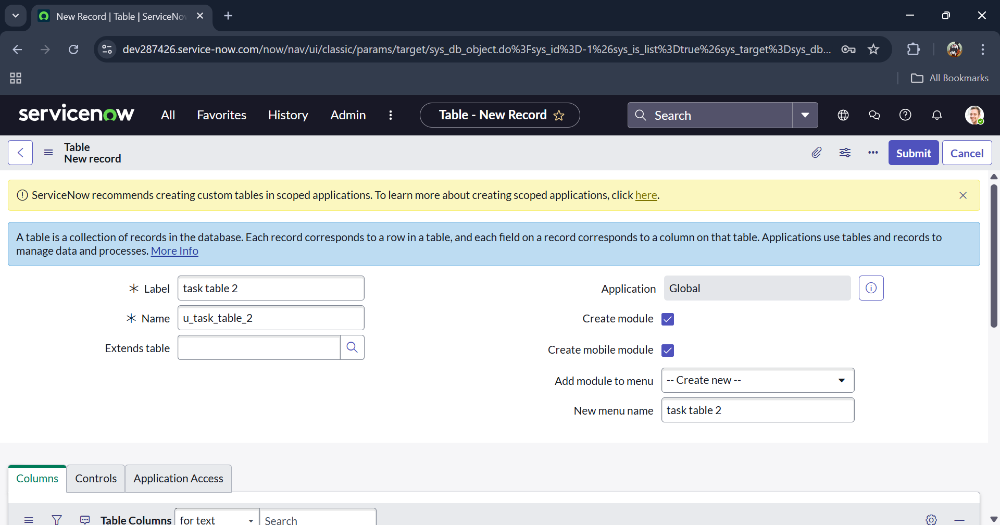 New Record | Table | ServiceNo
dev287426.service-now.com/now/nav/ui/classic/params/target/sys_db_object.do%3Fsys_id%3D-1%26sys_is_list%3Dtrue%26sys_target%3Dsys_db...
All Bookmarks
servicenow
All
Favorites
History
Admin
Table - New Record
Search
Table
New record
Submit
Cancel
ServiceNow recommends creating custom tables in scoped applications. To learn more about creating scoped applications, click here.
A table is a collection of records in the database. Each record corresponds to a row in a table, and each field on a record corresponds to a column on that table. Applications use tables and records to
manage data and processes. More Info
Label
task table 2
Name
u_task_table_2
Extends table
Application
Global
Create module
Create mobile module
Add module to menu
-- Create new --
New menu name
task table 2
Columns
Controls
Application Access
Table Columns
for text
Search